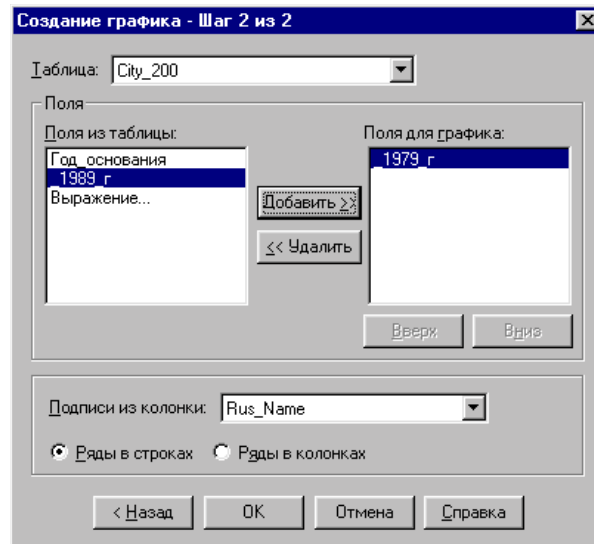 Создание графика - Шаг 2 из 2
Таблица: City_200
Поля
Поля из таблицы: Поля для графика:
Год_основания _1979_г
_1989_г
Выражение...
Добавить >>
<< Удалить
Вверх Вниз
Подписи из колонки: Rus_Name
Ряды в строках Ряды в колонках
< Назад OK Отмена Справка